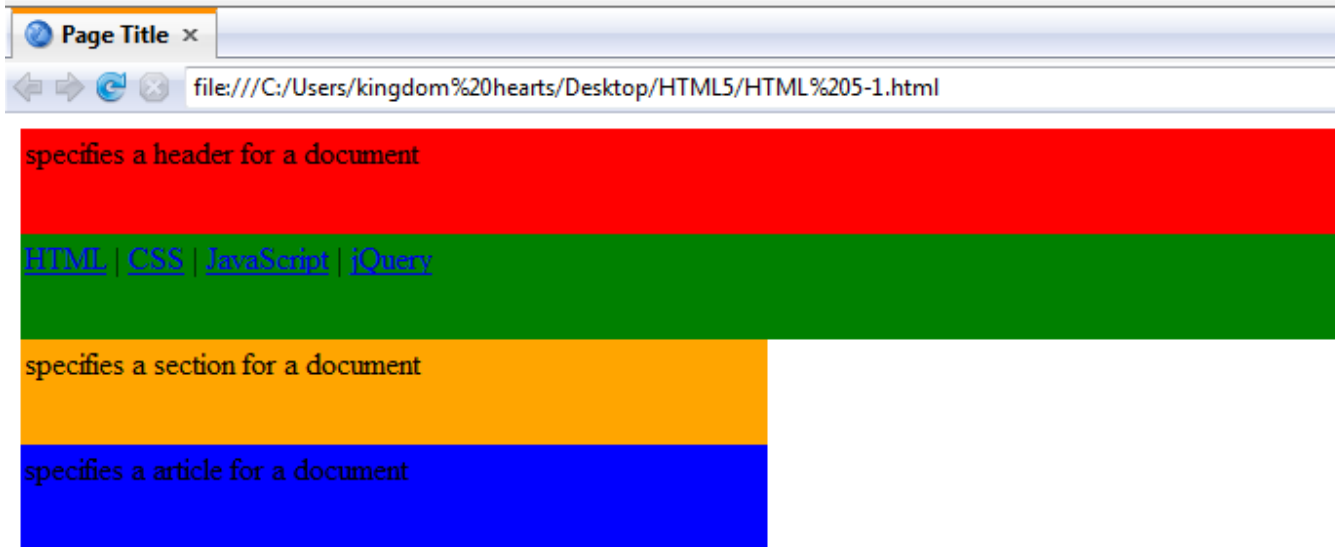 Page Title ×
file:///C:/Users/kingdom%20hearts/Desktop/HTML5/HTML%205-1.html
specifies a header for a document
HTML | CSS | JavaScript | jQuery
specifies a section for a document
specifies a article for a document